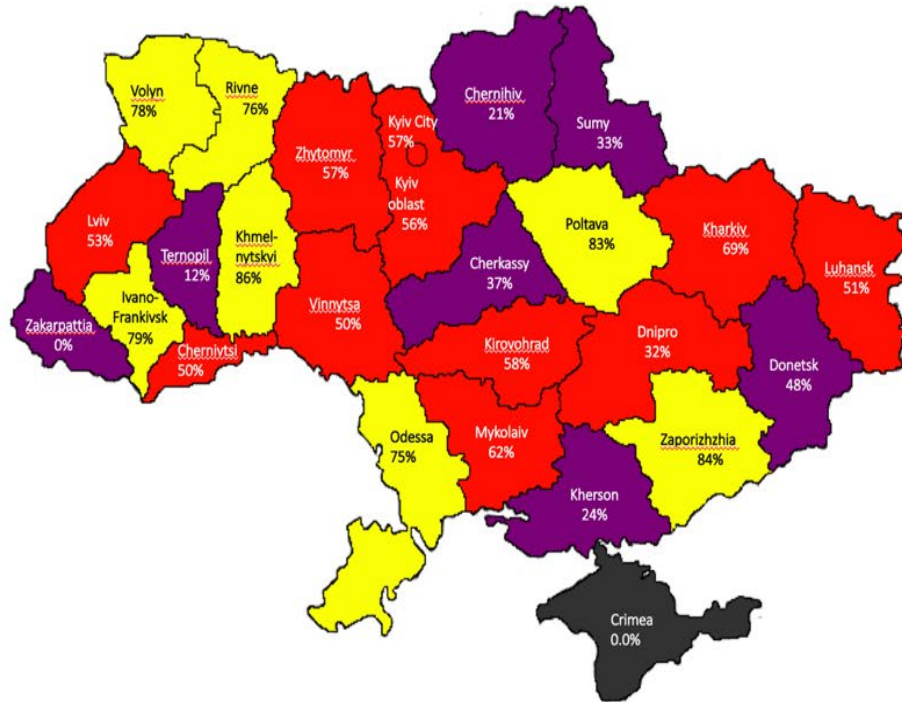 Volyn
78%
Rivne
76%
Zhytomyr
57%
Kyiv City
57%
Kyiv
oblast
56%
Chernihiv
21%
Sumy
33%
Lviv
53%
Ternopil
12%
Khmel-
nytskyi
86%
Ivano-
Frankivsk
79%
Zakarpattia
0%
Chernivtsi
50%
Vinnytsa
50%
Cherkassy
37%
Poltava
83%
Kharkiv
69%
Luhansk
51%
Kirovohrad
58%
Dnipro
32%
Donetsk
48%
Odessa
75%
Mykolaiv
62%
Zaporizhzhia
84%
Kherson
24%
Crimea
0.0%